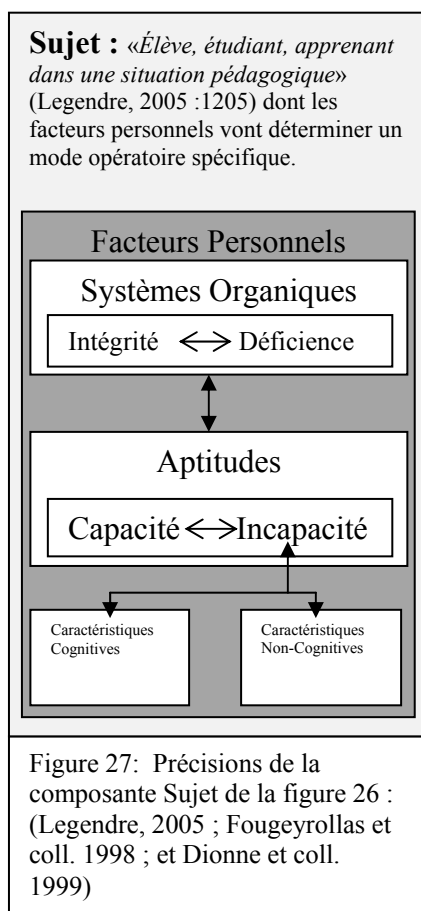 Sujet : «Élève, étudiant, apprenant
dans une situation pédagogique»
(Legendre, 2005 :1205) dont les
facteurs personnels vont déterminer un
mode opératoire spécifique.
Facteurs Personnels
Systèmes Organiques
Intégrité Déficience
Aptitudes
Capacité Incapacité
Caractéristiques
Cognitives
Caractéristiques
Non-Cognitives
Figure 27: Précisions de la
composante Sujet de la figure 26 :
(Legendre, 2005 ; Fougeyrollas et
coll. 1998 ; et Dionne et coll.
1999)